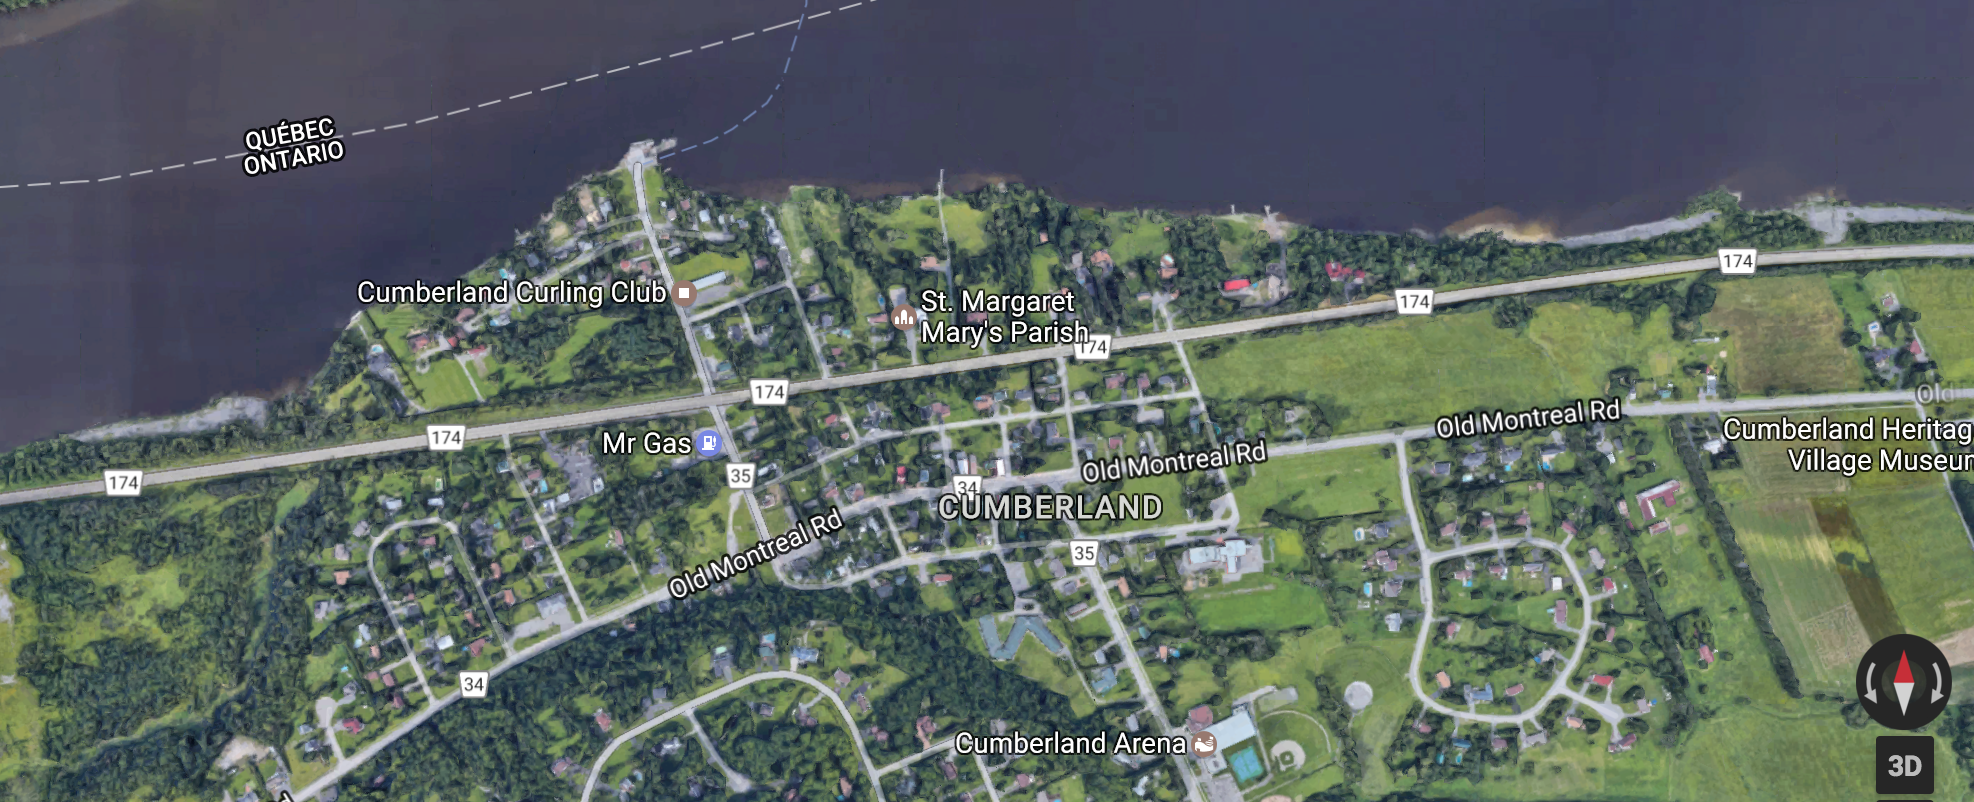 QUÉBEC
ONTARIO
174
Cumberland Curling Club
St. Margaret
Mary's Parish
174
174
174
174
174
Mr Gas
35
34
Old Montreal Rd
Old Montreal Rd
Old
Cumberland Heritag
Village Museum
CUMBERLAND
Old Montreal Rd
35
34
Cumberland Arena
3D